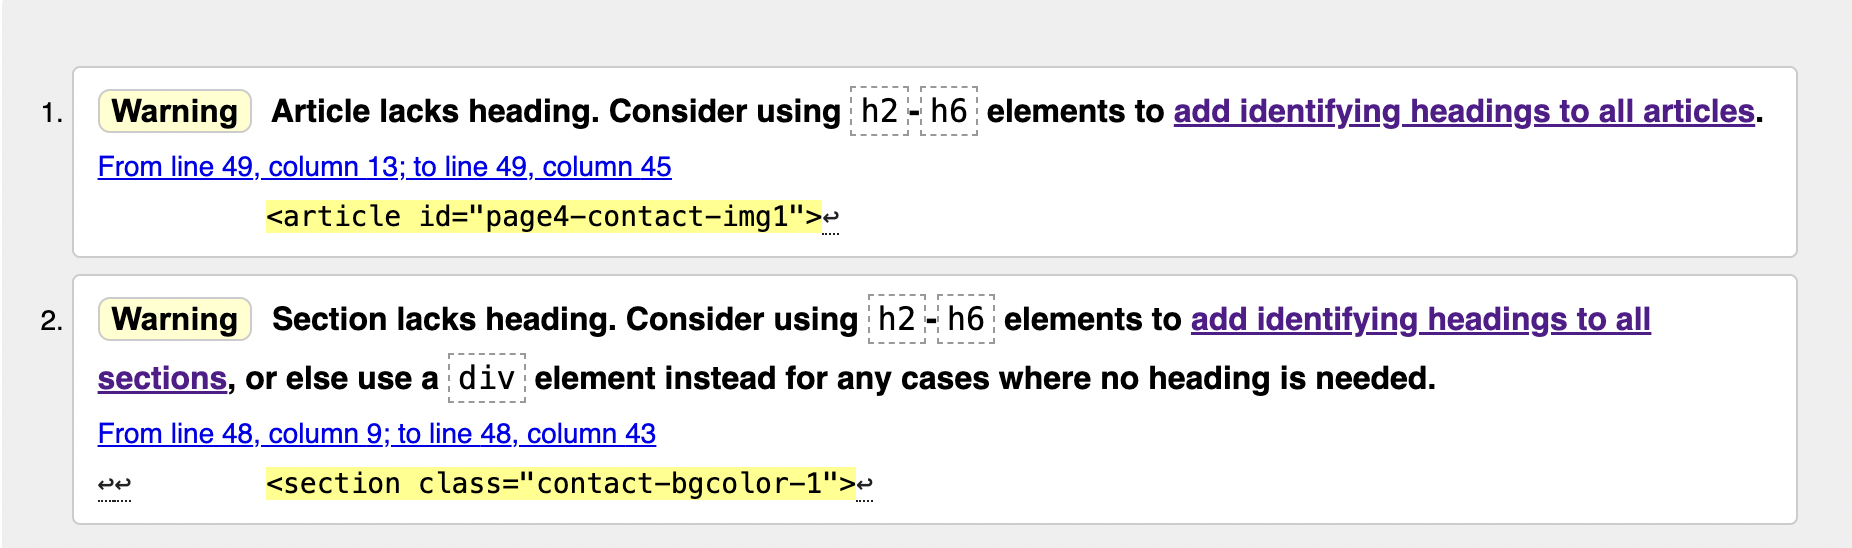 1. Warning Article lacks heading. Consider using h2-h6 elements to add identifying headings to all articles.
From line 49, column 13; to line 49, column 45
<article id="page4-contact-img1">↩
2. Warning Section lacks heading. Consider using h2-h6 elements to add identifying headings to all
sections, or else use a div element instead for any cases where no heading is needed.
From line 48, column 9; to line 48, column 43
↩↩ <section class="contact-bgcolor-1">↩